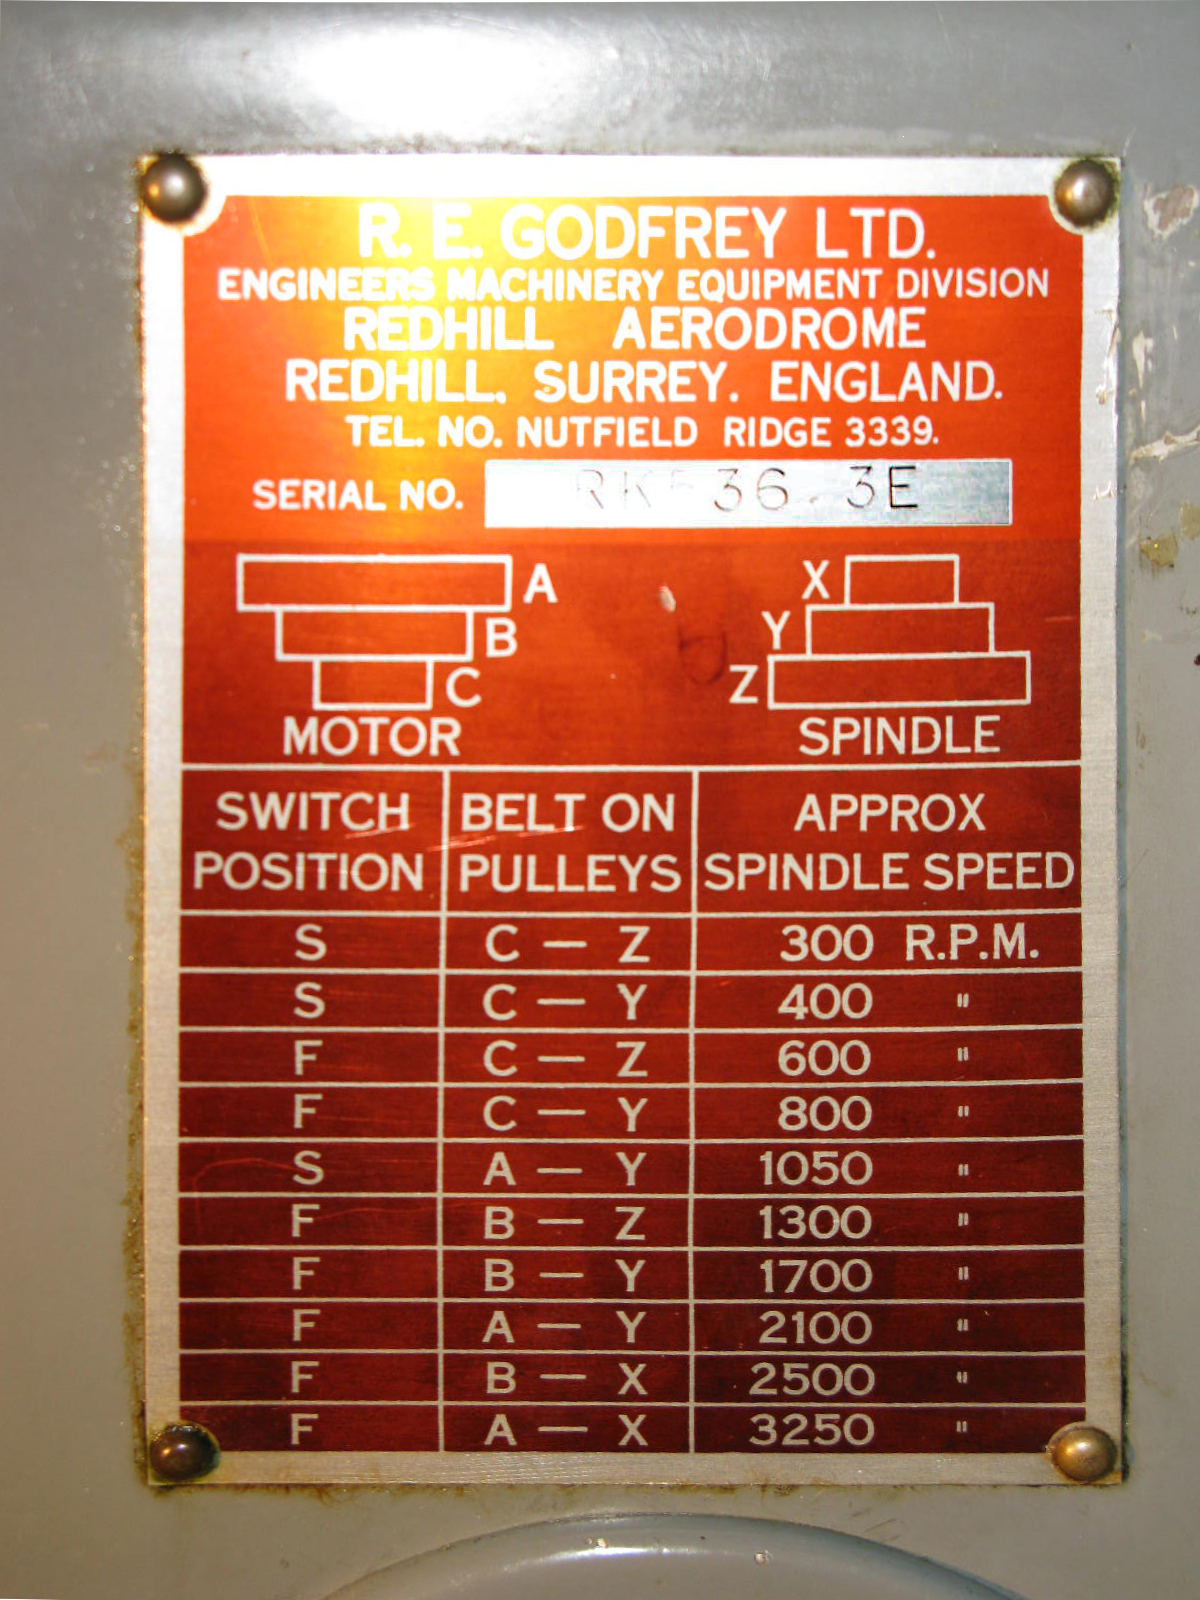 R. E. GODFREY LTD.
ENGINEERS MACHINERY EQUIPMENT DIVISION
REDHILL AERODROME
REDHILL, SURREY. ENGLAND.
TEL. NO. NUTFIELD RIDGE 3339.
SERIAL NO. 36. 3E
A X
B Y
C Z
MOTOR SPINDLE
SWITCH POSITION BELT ON PULLEYS APPROX SPINDLE SPEED
S C — Z 300 R.P.M.
S C — Y 400 "
F C — Z 600 "
F C — Y 800 "
S A — Y 1050 "
F B — Z 1300 "
F B — Y 1700 "
F A — Y 2100 "
F B — X 2500 "
F A — X 3250 "